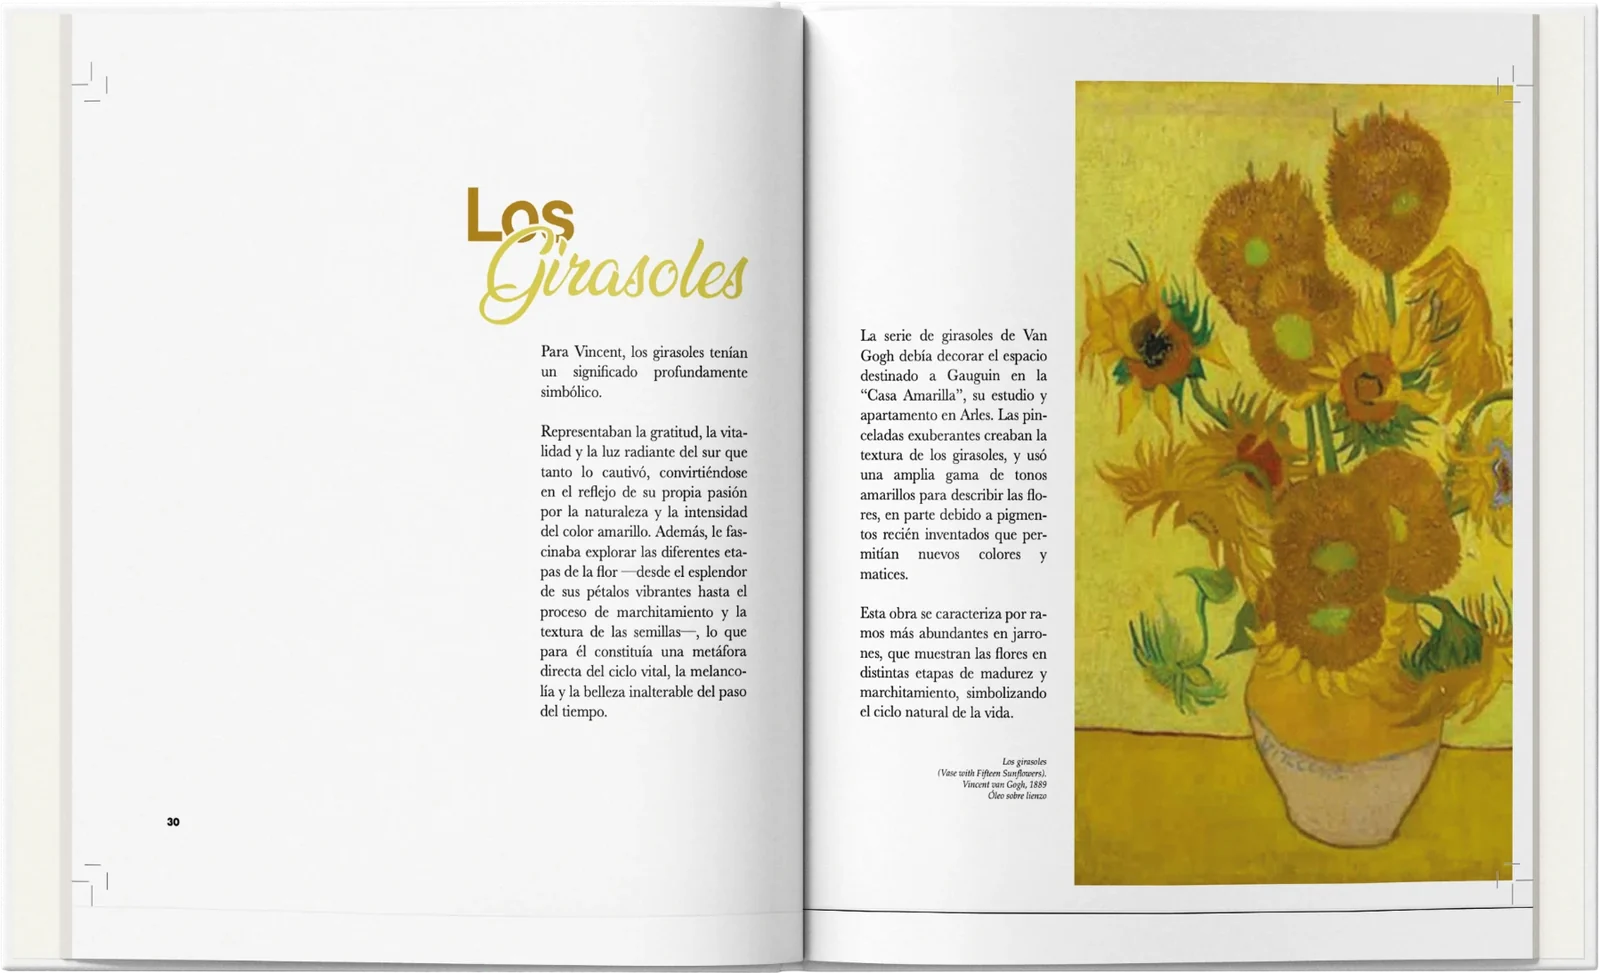 Los
Girasoles
Para Vincent, los girasoles tenían
un significado profundamente
simbólico.
Representaban la gratitud, la vita-
lidad y la luz radiante del sur que
tanto lo cautivó, convirtiéndose
en el reflejo de su propia pasión
por la naturaleza y la intensidad
del color amarillo. Además, le fas-
cinaba explorar las diferentes eta-
pas de la flor —desde el esplendor
de sus pétalos vibrantes hasta el
proceso de marchitamiento y la
textura de las semillas—, lo que
para él constituía una metáfora
directa del ciclo vital, la melanco-
lía y la belleza inalterable del paso
del tiempo.
30
La serie de girasoles de Van
Gogh debía decorar el espacio
destinado a Gauguin en la
“Casa Amarilla”, su estudio y
apartamento en Arles. Las pin-
celadas exuberantes creaban la
textura de los girasoles, y usó
una amplia gama de tonos
amarillos para describir las flo-
res, en parte debido a pigmen-
tos recién inventados que per-
mitían nuevos colores y
matices.
Esta obra se caracteriza por ra-
mos más abundantes en jarro-
nes, que muestran las flores en
distintas etapas de madurez y
marchitamiento, simbolizando
el ciclo natural de la vida.
Los girasoles
(Vase with Fifteen Sunflowers).
Vincent van Gogh, 1889
Óleo sobre lienzo
Vincent